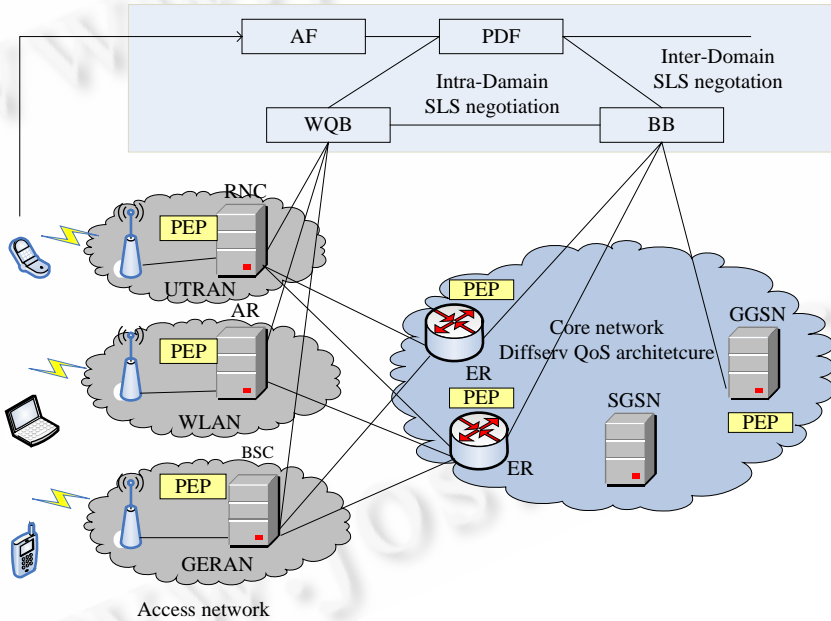 AF
PDF
Inter-Domain
SLS negotation
Intra-Damain
SLS negotiation
WQB
BB
RNC
PEP
UTRAN
AR
PEP
WLAN
BSC
PEP
GERAN
Access network
PEP
ER
Core network
Diffserv QoS architetcure
GGSN
PEP
ER
SGSN
PEP